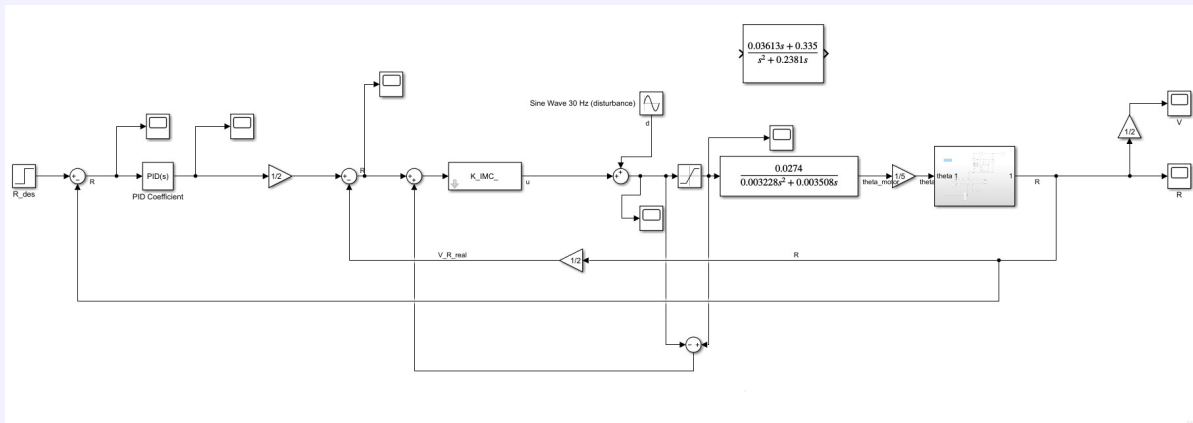 0.03613s + 0.335
s² + 0.2381s
Sine Wave 30 Hz (disturbance)
d
V
1/2
R_des
R
PID(s)
PID Coefficient
1/2
R
K_IMC_
u
0.0274
0.003228s² + 0.003508s
theta_motor
1/5
theta
theta 1
1
R
R
V_R_real
1/2
R